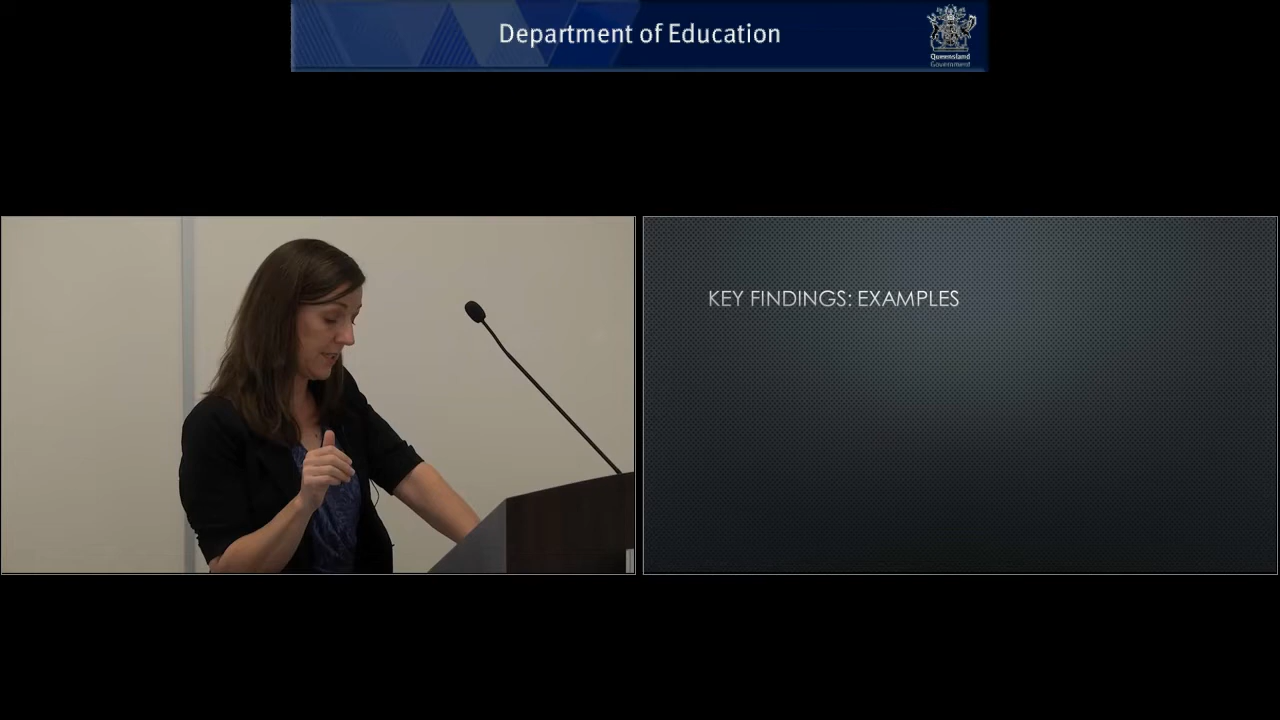 Department of Education
Queensland
Government
KEY FINDINGS: EXAMPLES